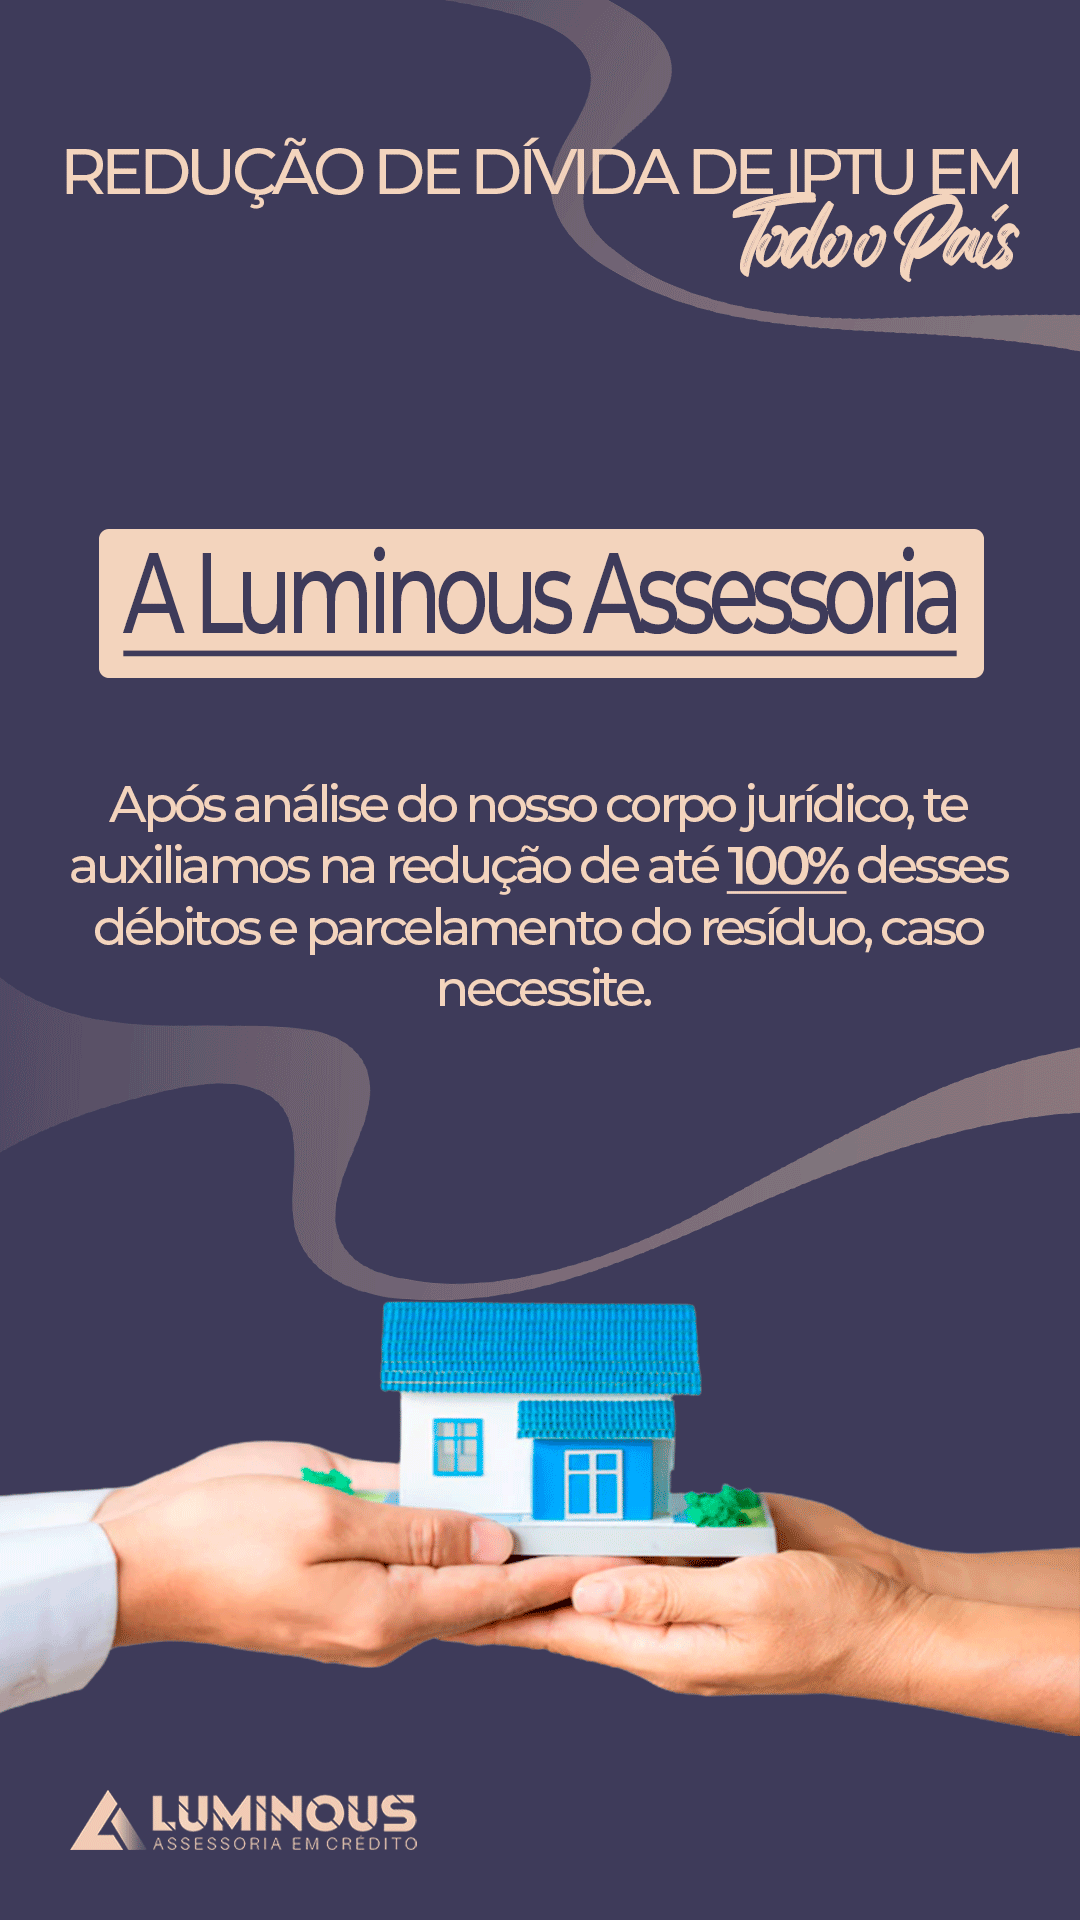 REDUÇÃO DE DÍVIDA DE IPTU EM
Todo o País
A Luminous Assessoria
Após análise do nosso corpo jurídico, te
auxiliamos na redução de até 100% desses
débitos e parcelamento do resíduo, caso
necessite.
LUMINOUS
ASSESSORIA EM CRÉDITO